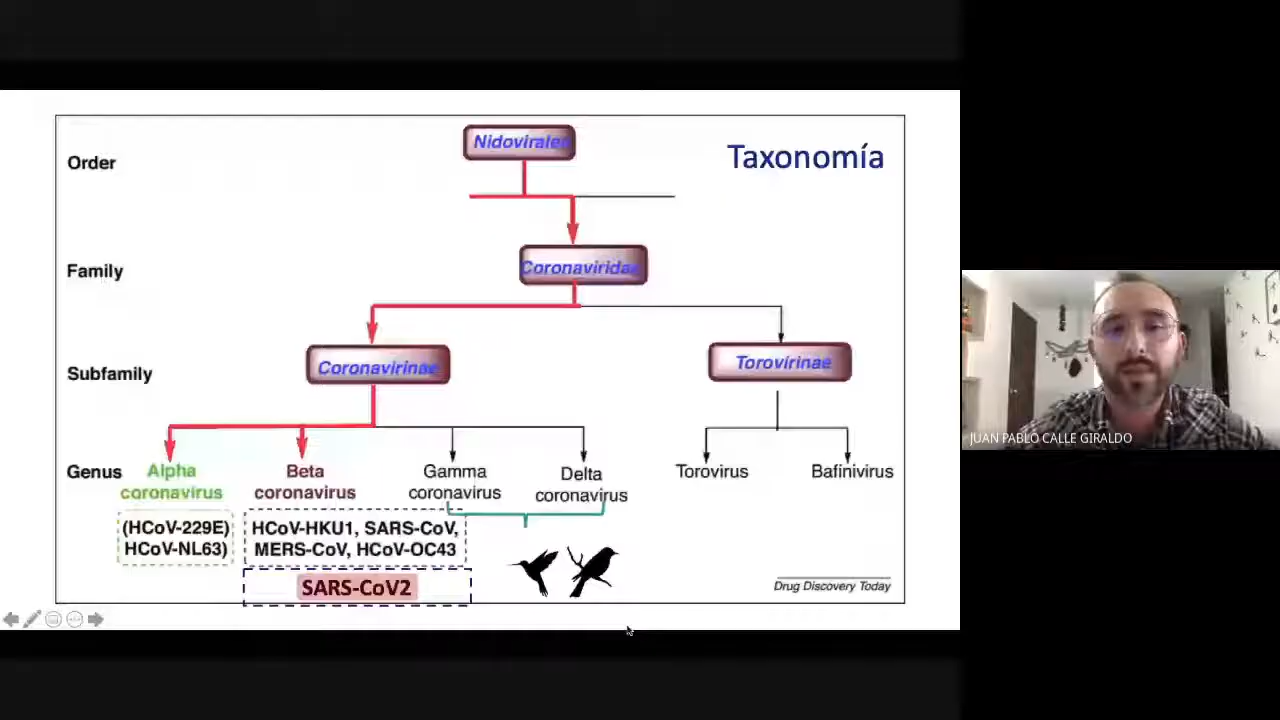 Order
Nidovirales
Taxonomía
Family
Coronaviridae
Subfamily
Coronavirinae
Torovirinae
Genus
Alpha
coronavirus
Beta
coronavirus
Gamma
coronavirus
Delta
coronavirus
Torovirus
Bafinivirus
(HCoV-229E)
HCoV-NL63)
HCoV-HKU1, SARS-CoV,
MERS-CoV, HCoV-OC43
SARS-CoV2
Drug Discovery Today
JUAN PABLO CALLE GIRALDO